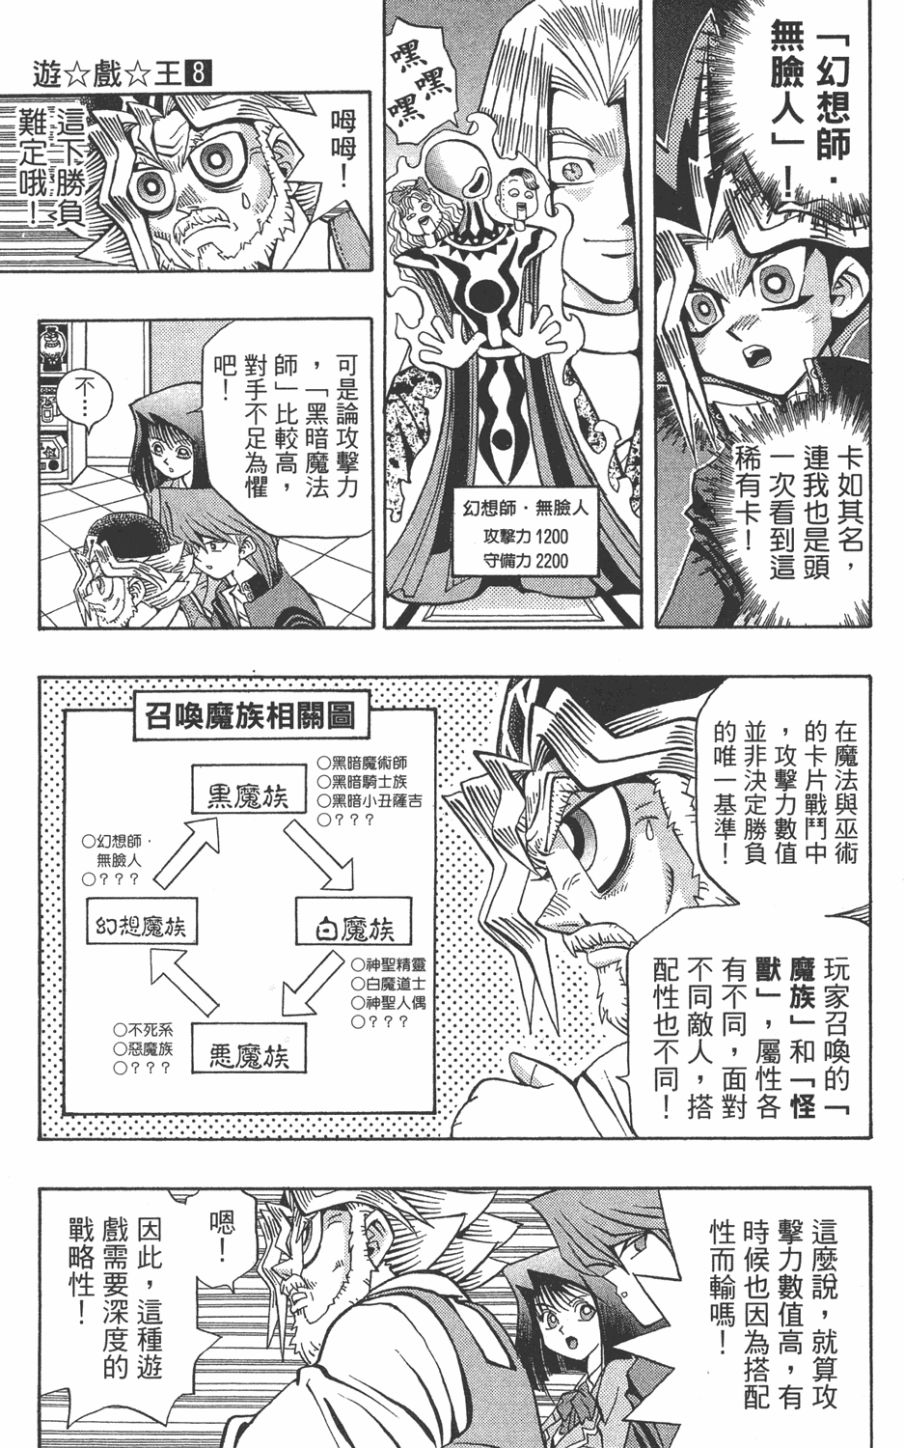 遊☆戲☆王8
「幻想師．
無臉人」！
卡如其名，
連我也是頭
一次看到這
稀有卡！
嘿嘿嘿
幻想師．無臉人
攻擊力1200
守備力2200
呣呣！
這下勝負
難定哦！
可是論攻擊力
，「黑暗魔法
師」比較高，
對手不足為懼
吧！
不…
在魔法與巫術
的卡片戰鬥中
，攻擊力數值
並非決定勝負
的唯一基準！
玩家召喚的「
魔族」和「怪
獸」，屬性各
有不同，面對
不同敵人，搭
配性也不同！
召喚魔族相關圖
黑魔族
○黑暗魔術師
○黑暗騎士族
○黑暗小丑薩吉
○？？？
白魔族
○神聖精靈
○白魔道士
○神聖人偶
○？？？
惡魔族
○不死系
○惡魔族
○？？？
幻想魔族
○幻想師．
無臉人
○？？？
這麼說，就算攻
擊力數值高，有
時候也因為搭配
性而輸嗎！
嗯！
因此，這種遊
戲需要深度的
戰略性！